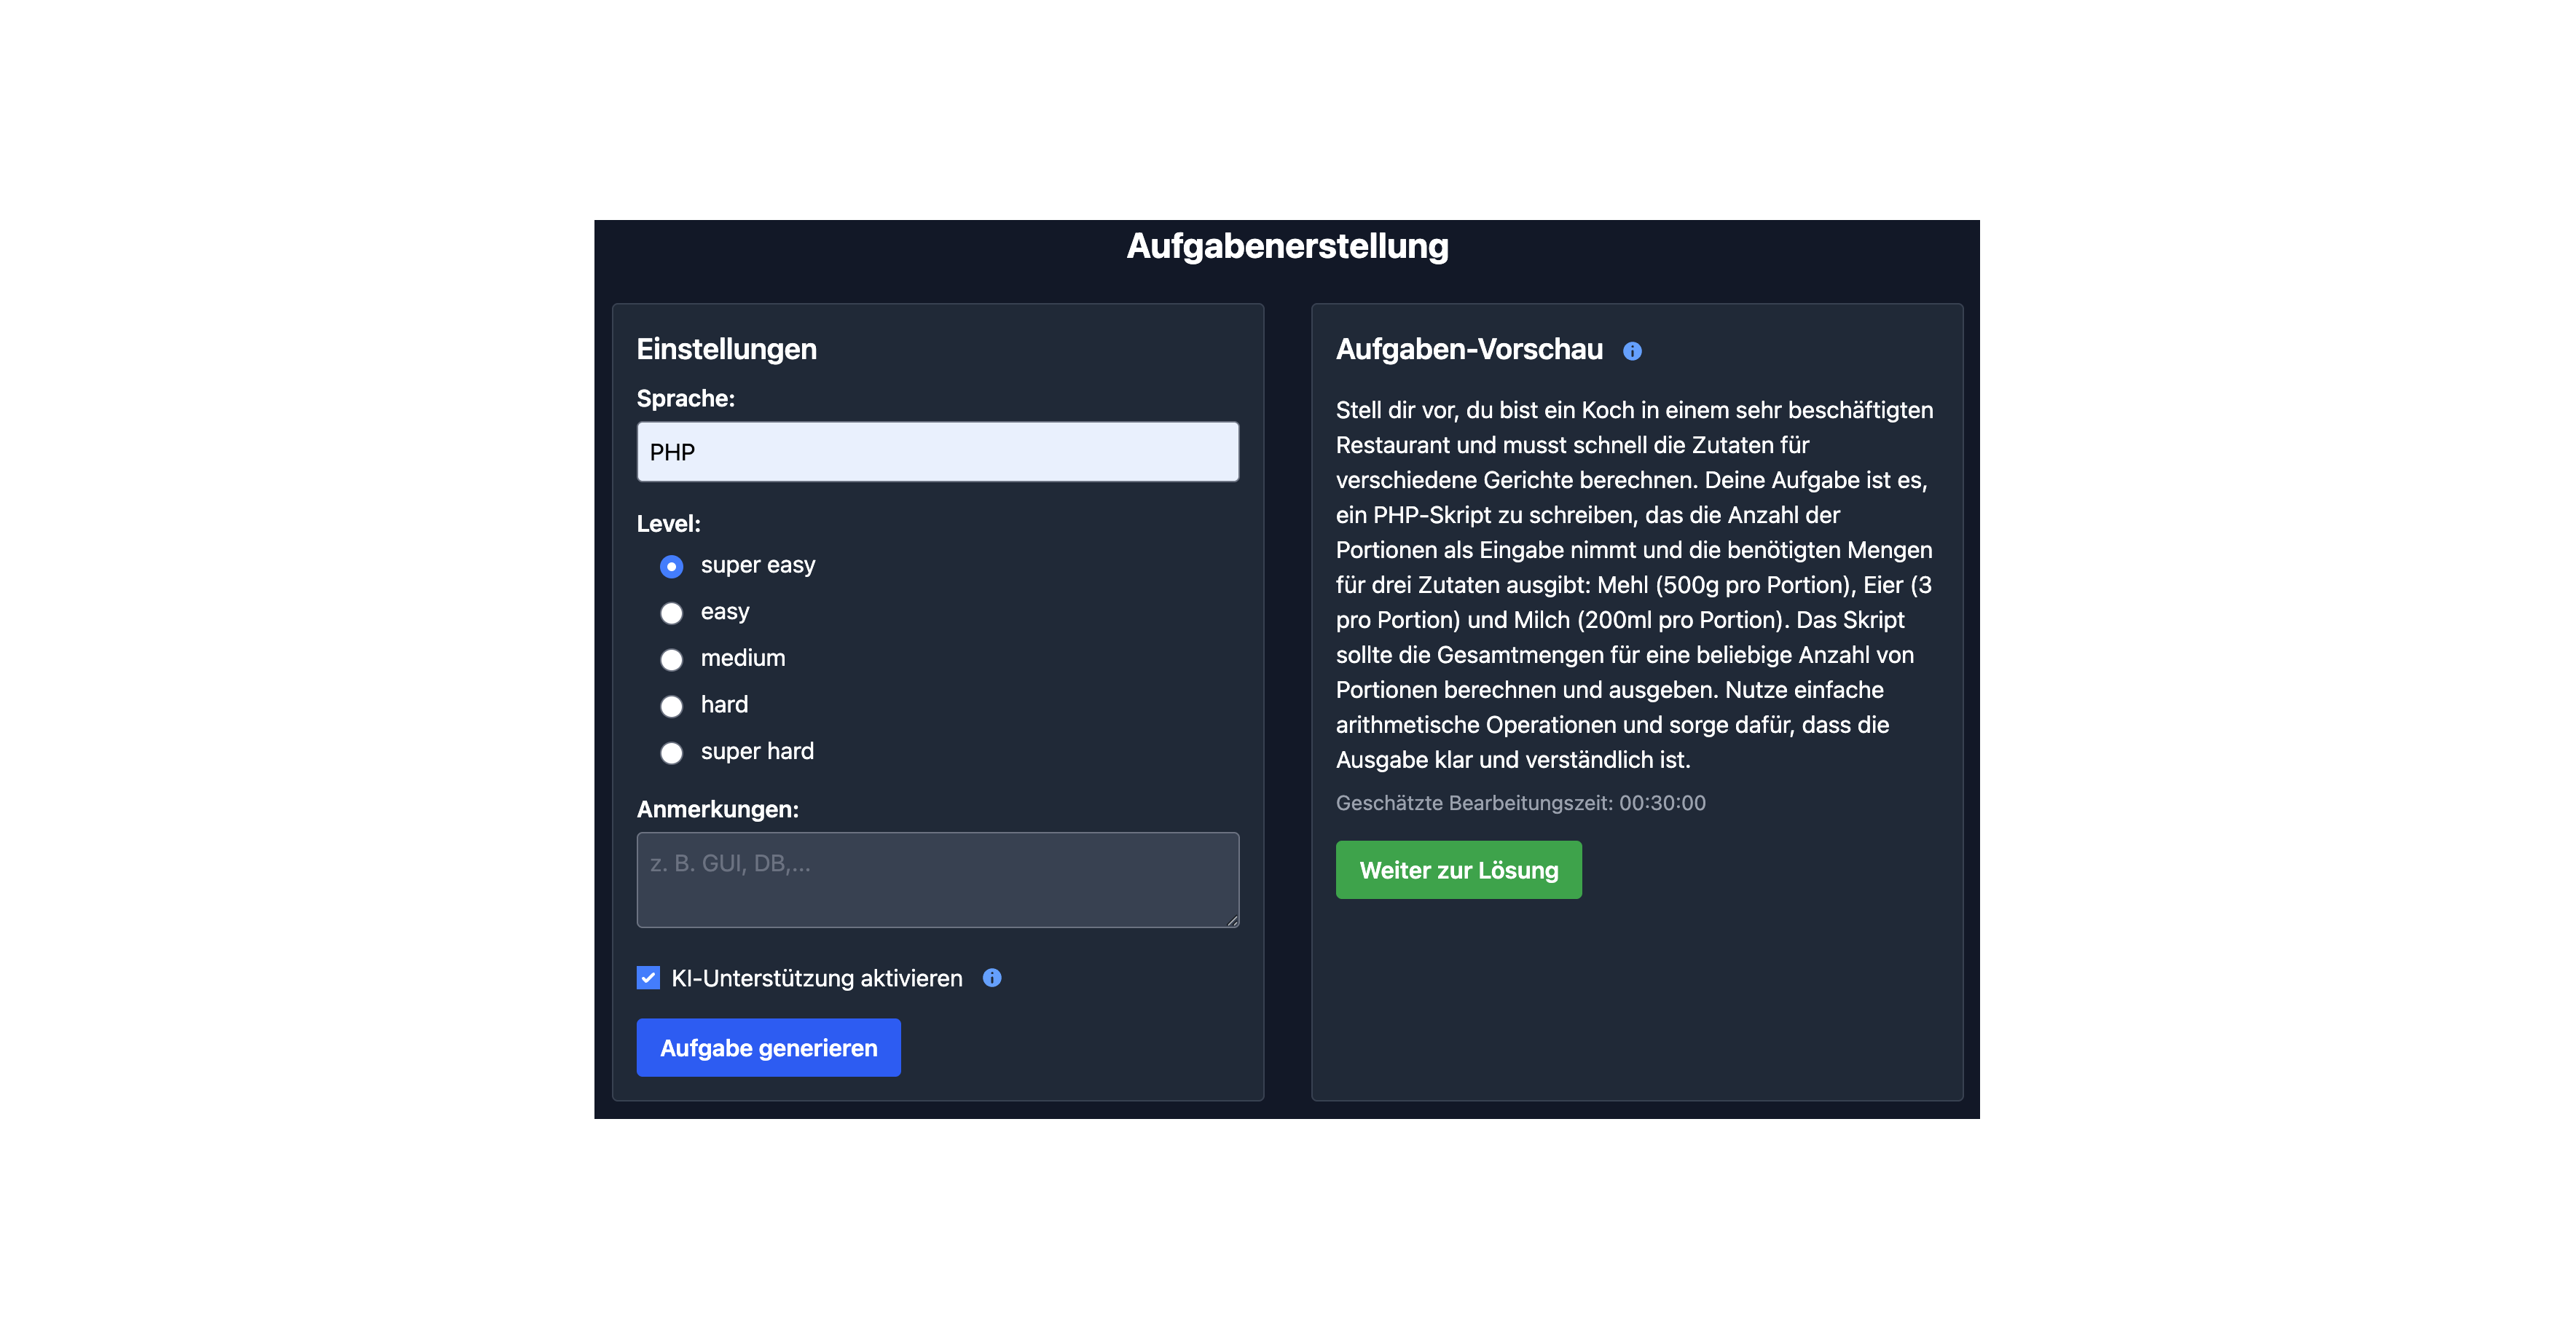 Aufgabenerstellung
Einstellungen
Sprache:
PHP
Level:
super easy
easy
medium
hard
super hard
Anmerkungen:
z. B. GUI, DB,...
KI-Unterstützung aktivieren
Aufgabe generieren
Aufgaben-Vorschau
Stell dir vor, du bist ein Koch in einem sehr beschäftigten
Restaurant und musst schnell die Zutaten für
verschiedene Gerichte berechnen. Deine Aufgabe ist es,
ein PHP-Skript zu schreiben, das die Anzahl der
Portionen als Eingabe nimmt und die benötigten Mengen
für drei Zutaten ausgibt: Mehl (500g pro Portion), Eier (3
pro Portion) und Milch (200ml pro Portion). Das Skript
sollte die Gesamtmengen für eine beliebige Anzahl von
Portionen berechnen und ausgeben. Nutze einfache
arithmetische Operationen und sorge dafür, dass die
Ausgabe klar und verständlich ist.
Geschätzte Bearbeitungszeit: 00:30:00
Weiter zur Lösung